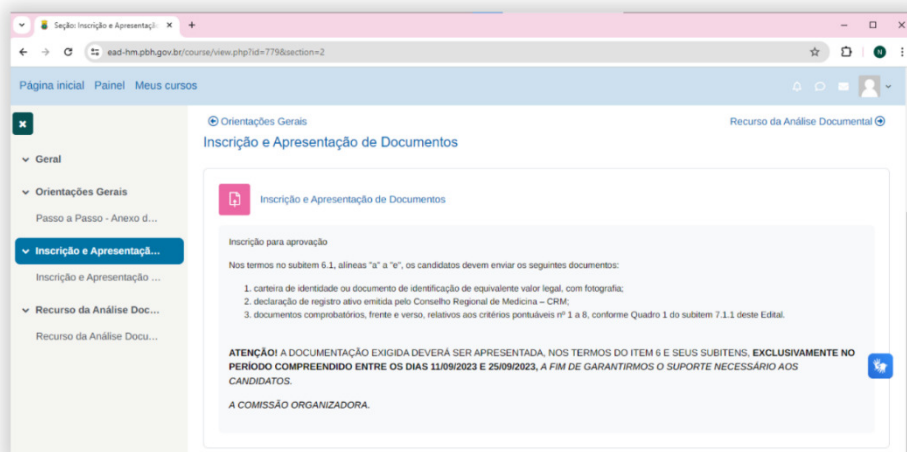 Seção: Inscrição e Apresentaçã
ead-hm.pbh.gov.br/course/view.php?id=779&section=2
N
Página inicial Painel Meus cursos
Orientações Gerais
Recurso da Análise Documental
Inscrição e Apresentação de Documentos
Geral
Orientações Gerais
Passo a Passo - Anexo d...
Inscrição e Apresentaçã...
Inscrição e Apresentação ...
Recurso da Análise Doc...
Recurso da Análise Docu...
Inscrição e Apresentação de Documentos
Inscrição para aprovação
Nos termos no subitem 6.1, alíneas "a" a "e", os candidatos devem enviar os seguintes documentos:
1. carteira de identidade ou documento de identificação de equivalente valor legal, com fotografia;
2. declaração de registro ativo emitida pelo Conselho Regional de Medicina – CRM;
3. documentos comprobatórios, frente e verso, relativos aos critérios pontuáveis nº 1 a 8, conforme Quadro 1 do subitem 7.1.1 deste Edital.
ATENÇÃO! A DOCUMENTAÇÃO EXIGIDA DEVERÁ SER APRESENTADA, NOS TERMOS DO ITEM 6 E SEUS SUBITENS, EXCLUSIVAMENTE NO
PERÍODO COMPREENDIDO ENTRE OS DIAS 11/09/2023 E 25/09/2023, A FIM DE GARANTIRMOS O SUPORTE NECESSÁRIO AOS
CANDIDATOS.
A COMISSÃO ORGANIZADORA.